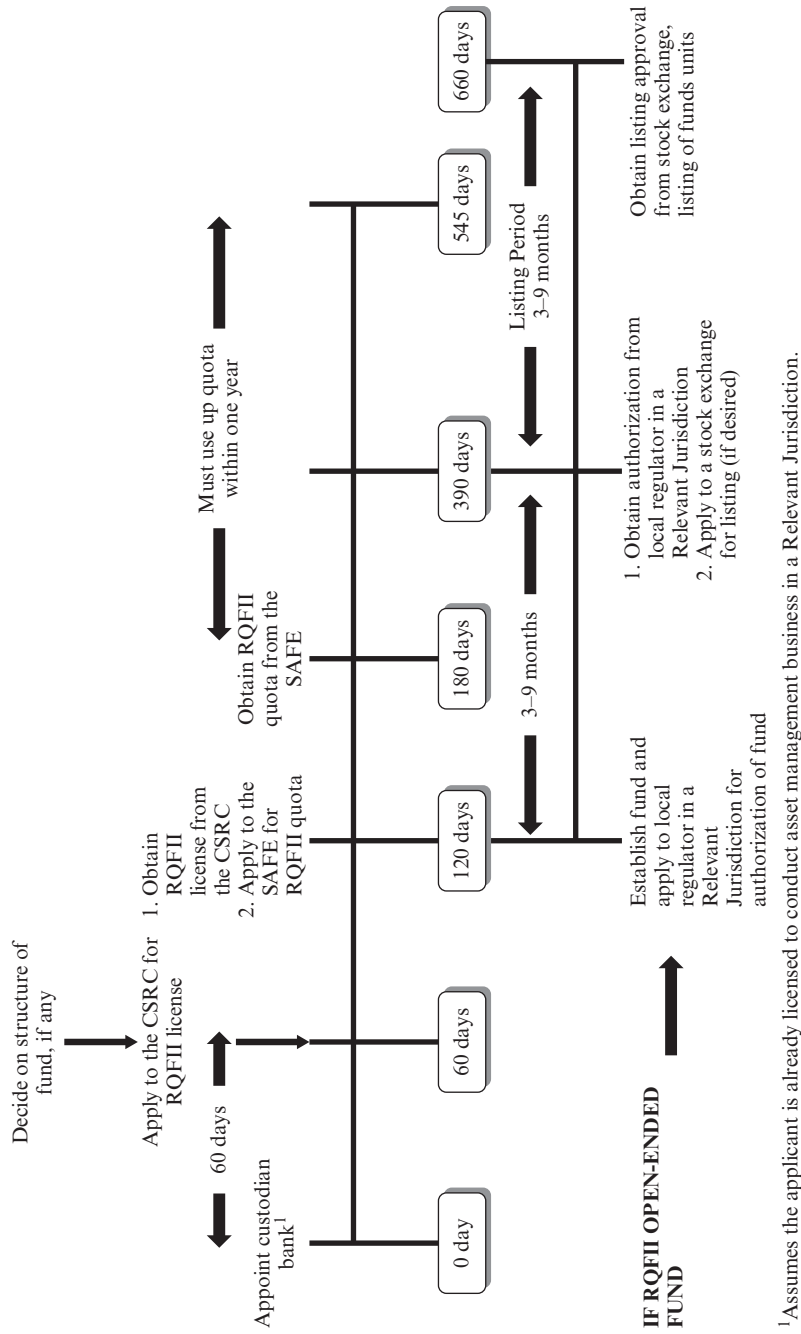 Decide on structure of
fund, if any
Apply to the CSRC for
RQFII license
60 days
Appoint custodian
bank1
1. Obtain
RQFII
license from
the CSRC
2. Apply to the
SAFE for
RQFII quota
Obtain RQFII
quota from the
SAFE
Must use up quota
within one year
0 day
60 days
120 days
180 days
390 days
545 days
660 days
3–9 months
Listing Period
3–9 months
IF RQFII OPEN-ENDED
FUND
Establish fund and
apply to local
regulator in a
Relevant
Jurisdiction for
authorization of fund
1. Obtain authorization from
local regulator in a
Relevant Jurisdiction
2. Apply to a stock exchange
for listing (if desired)
Obtain listing approval
from stock exchange,
listing of funds units
1Assumes the applicant is already licensed to conduct asset management business in a Relevant Jurisdiction.